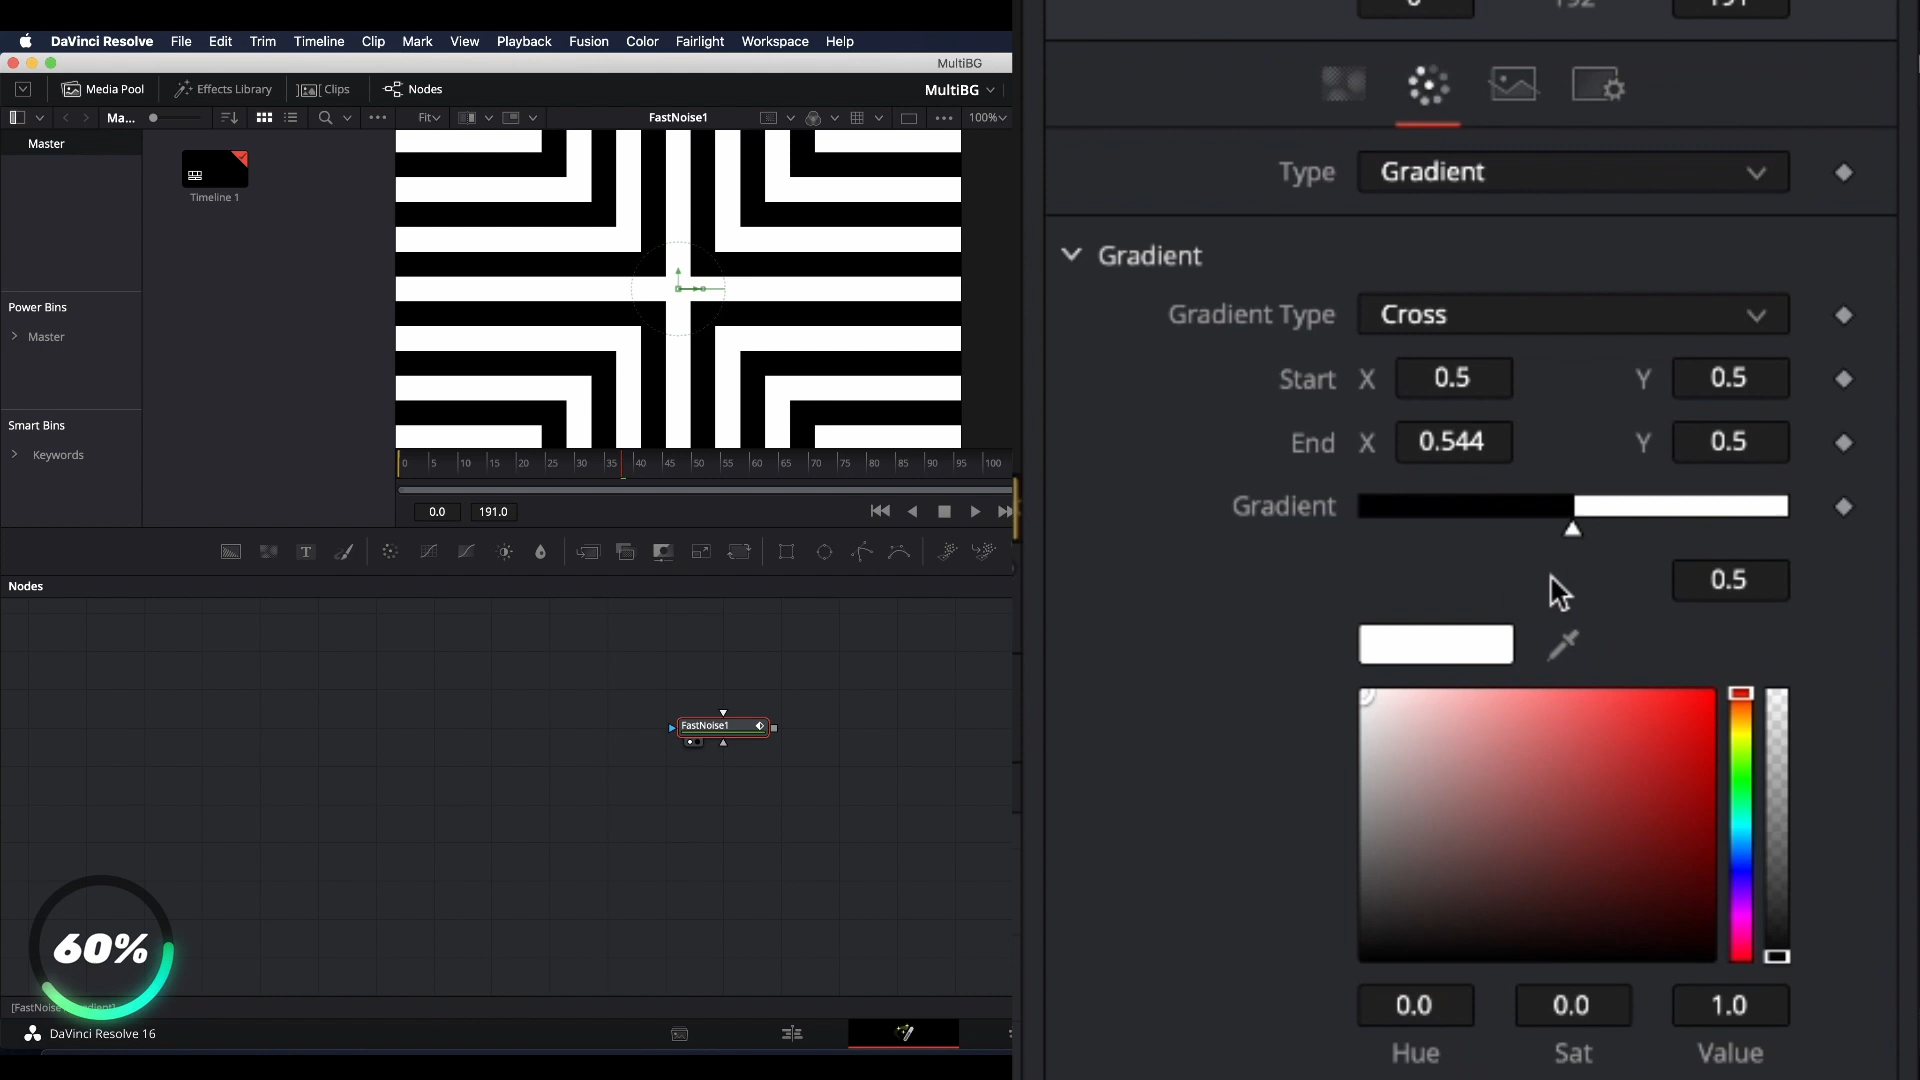 DaVinci Resolve File Edit Trim Timeline Clip Mark View Playback Fusion Color Fairlight Workspace Help
MultiBG
Media Pool Effects Library Clips Nodes MultiBG
Ma... Fit FastNoise1 100%
Master
Timeline 1
Power Bins
Master
Smart Bins
Keywords
0 5 10 15 20 25 30 35 40 45 50 55 60 65 70 75 80 85 90 95 100
0.0 191.0
T
Nodes
FastNoise1
60%
DaVinci Resolve 16
Type Gradient
Gradient
Gradient Type Cross
Start X 0.5 Y 0.5
End X 0.544 Y 0.5
Gradient
0.5
0.0 0.0 1.0
Hue Sat Value